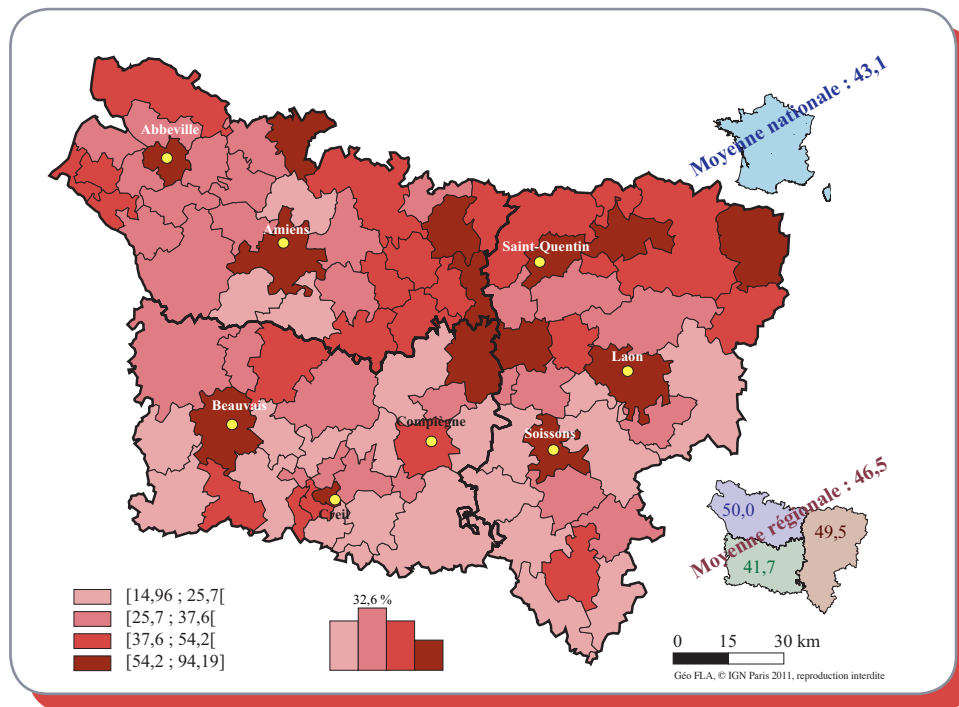 Moyenne nationale : 43,1
Abbeville
Amiens
Saint-Quentin
Laon
Beauvais
Compiègne
Soissons
Creil
Moyenne régionale : 46,5
50,0
49,5
41,7
[14,96 ; 25,7[
[25,7 ; 37,6[
[37,6 ; 54,2[
[54,2 ; 94,19]
32,6 %
0 15 30 km
Géo FLA, © IGN Paris 2011, reproduction interdite